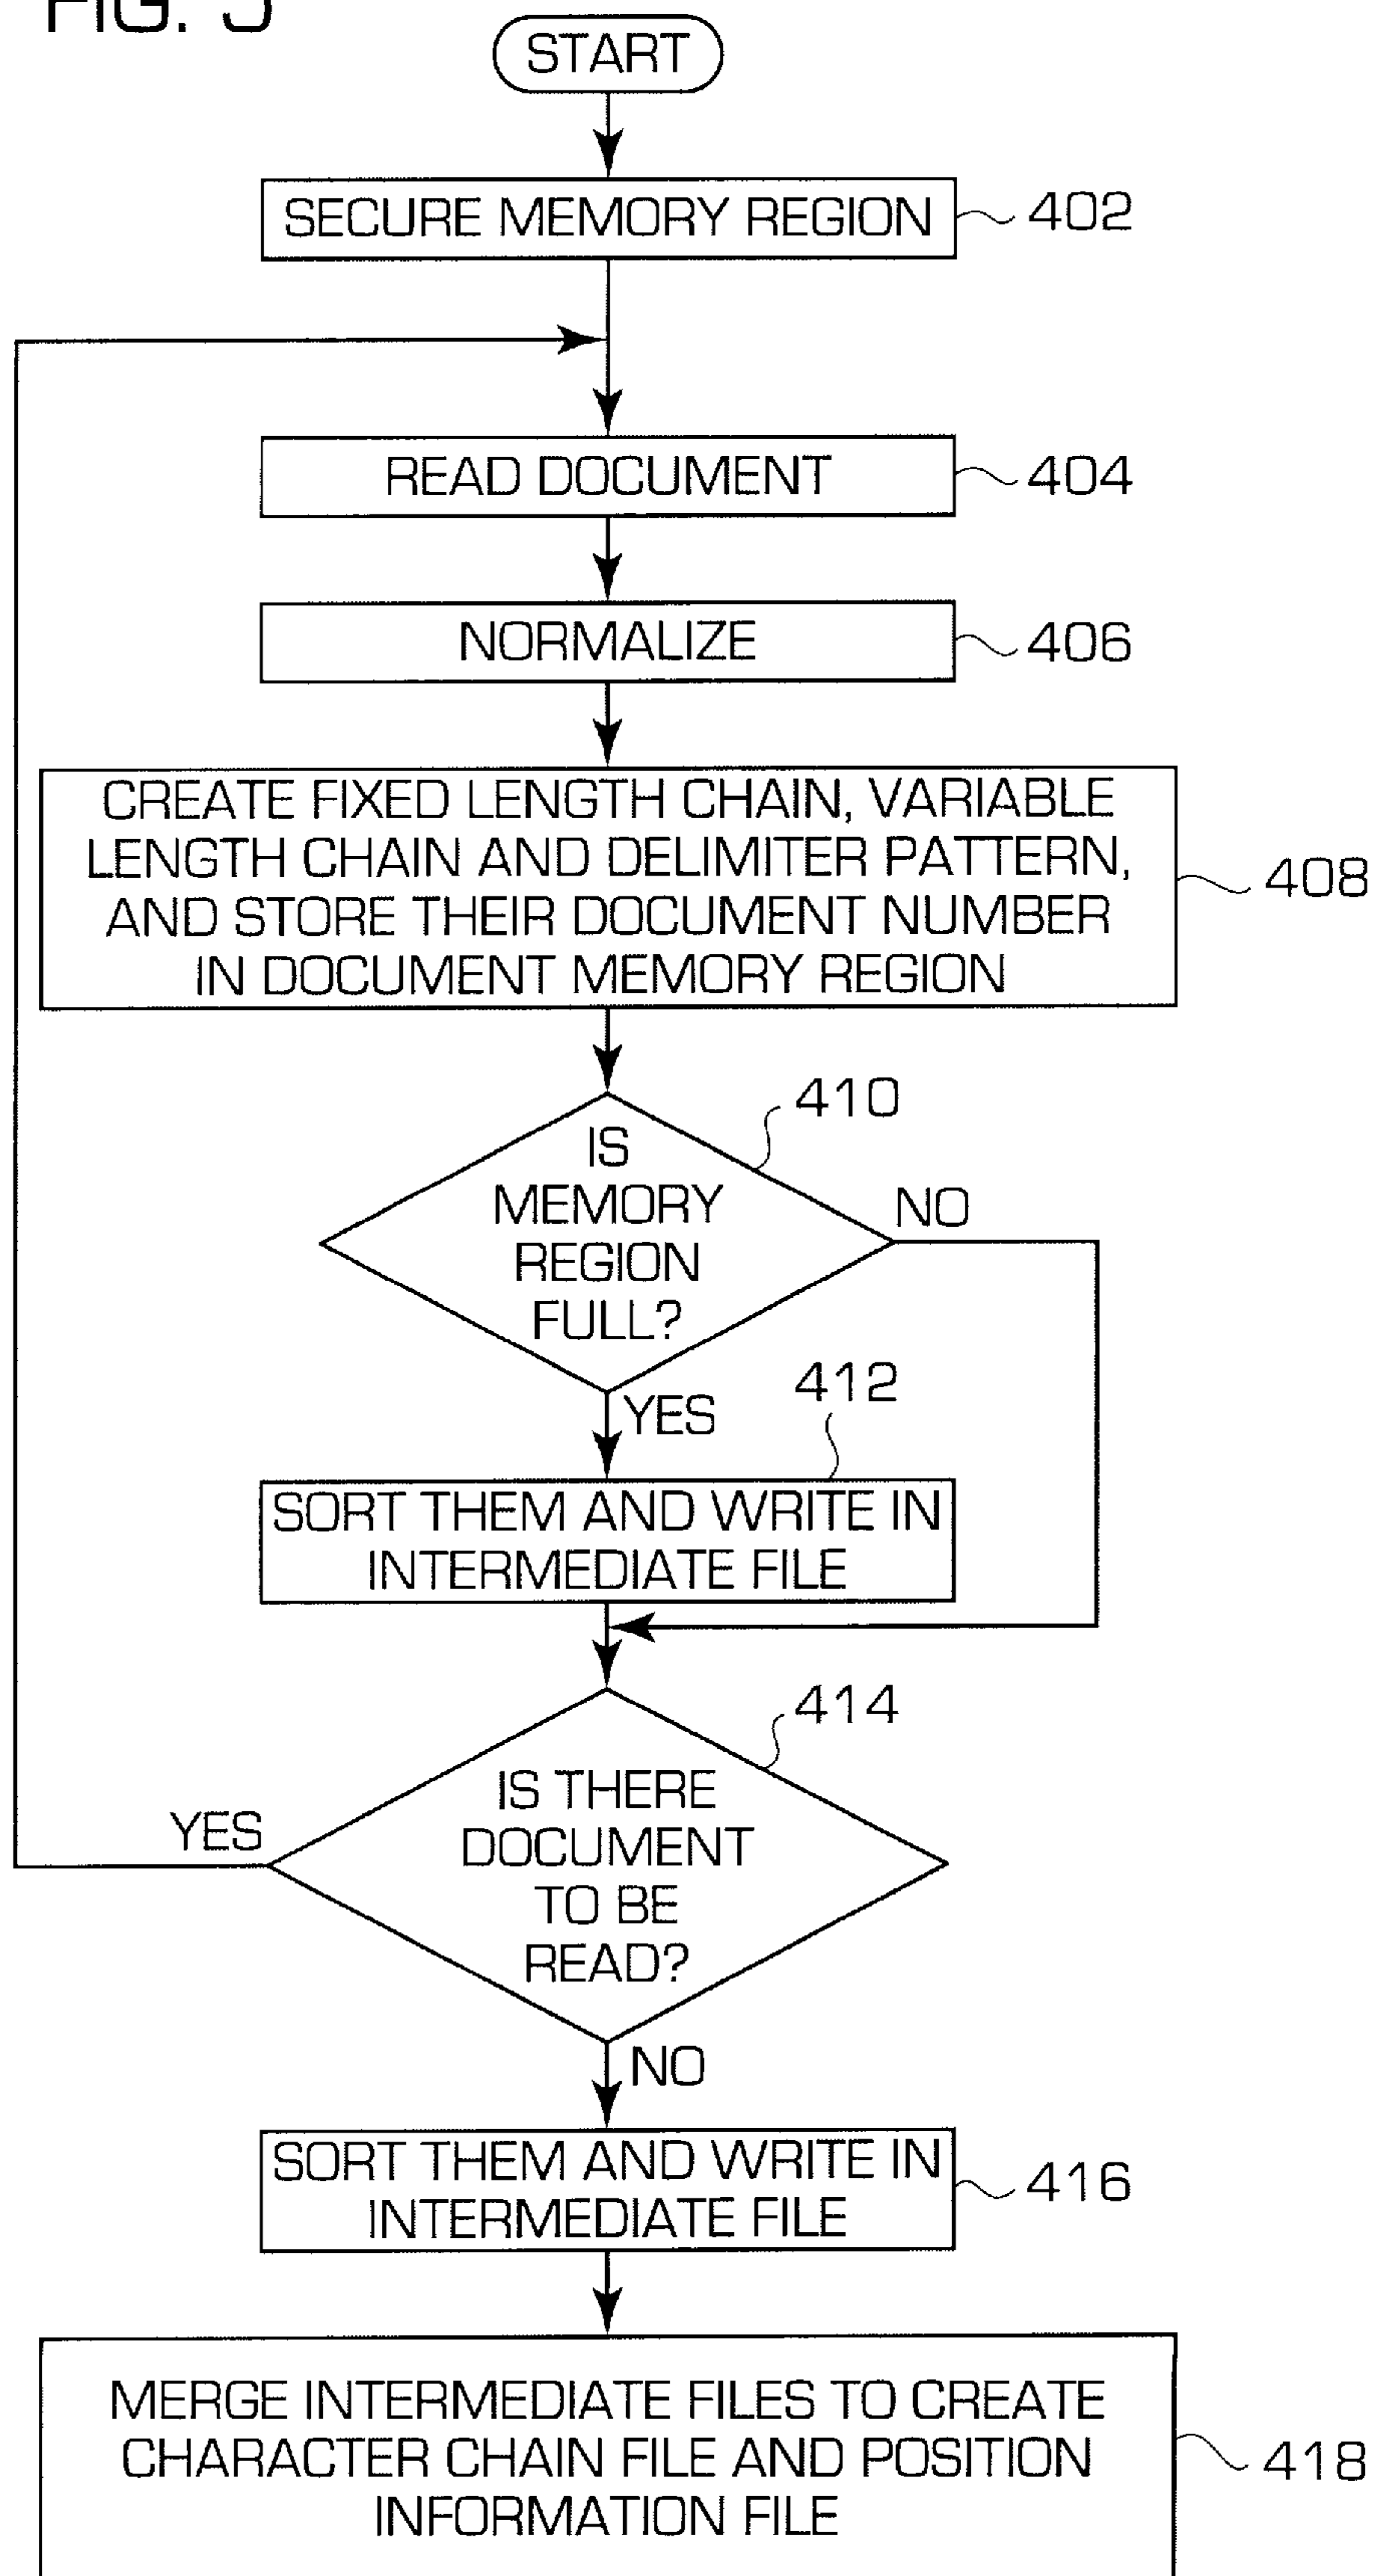 FIG. 5
START
SECURE MEMORY REGION
402
READ DOCUMENT
404
NORMALIZE
406
CREATE FIXED LENGTH CHAIN, VARIABLE
LENGTH CHAIN AND DELIMITER PATTERN,
AND STORE THEIR DOCUMENT NUMBER
IN DOCUMENT MEMORY REGION
408
410
IS
MEMORY
REGION
FULL?
NO
YES
412
SORT THEM AND WRITE IN
INTERMEDIATE FILE
414
IS THERE
DOCUMENT
TO BE
READ?
YES
NO
SORT THEM AND WRITE IN
INTERMEDIATE FILE
416
MERGE INTERMEDIATE FILES TO CREATE
CHARACTER CHAIN FILE AND POSITION
INFORMATION FILE
418